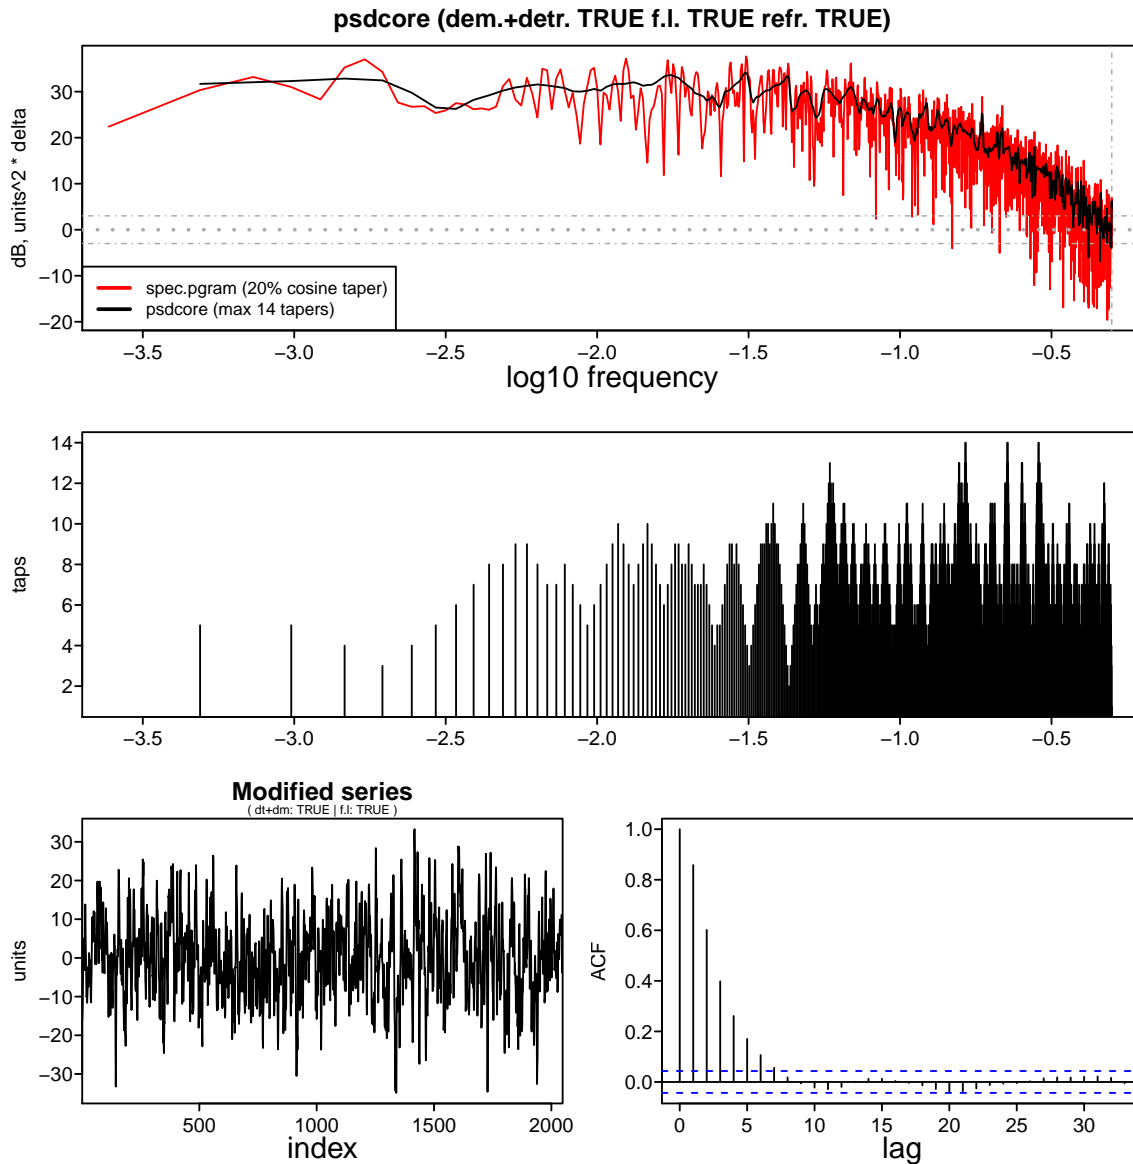 psdcore (dem.+detr. TRUE f.l. TRUE refr. TRUE)
dB, units^2 * delta
30
20
10
0
−10
−20
spec.pgram (20% cosine taper)
psdcore (max 14 tapers)
−3.5 −3.0 −2.5 −2.0 −1.5 −1.0 −0.5
log10 frequency
taps
14
12
10
8
6
4
2
−3.5 −3.0 −2.5 −2.0 −1.5 −1.0 −0.5
Modified series
( dt+dm: TRUE | f.l: TRUE )
units
30
20
10
0
−10
−20
−30
500 1000 1500 2000
index
ACF
1.0
0.8
0.6
0.4
0.2
0.0
0 5 10 15 20 25 30
lag